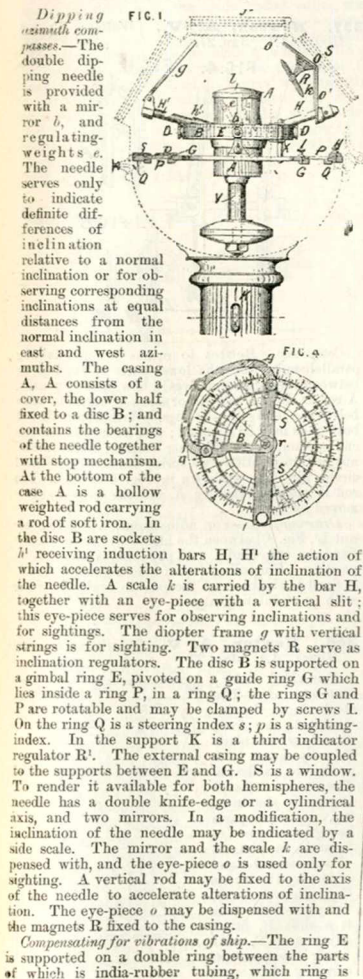 Dipping
azimuth com-
passes.—The
double dip-
ping needle
is provided
with a mir-
ror b, and
regulating-
weights e.
The needle
serves only
to indicate
definite dif-
ferences of
inclination
relative to a normal
inclination or for ob-
serving corresponding
inclinations at equal
distances from the
normal inclination in
east and west azi-
muths. The casing
A, A consists of a
cover, the lower half
fixed to a disc B; and
contains the bearings
of the needle together
with stop mechanism.
At the bottom of the
case A is a hollow
weighted rod carrying
a rod of soft iron. In
the disc B are sockets
h¹ receiving induction bars H, H¹ the action of
which accelerates the alterations of inclination of
the needle. A scale k is carried by the bar H,
together with an eye-piece with a vertical slit;
this eye-piece serves for observing inclinations and
for sightings. The diopter frame g with vertical
strings is for sighting. Two magnets R serve as
inclination regulators. The disc B is supported on
a gimbal ring E, pivoted on a guide ring G which
lies inside a ring P, in a ring Q; the rings G and
P are rotatable and may be clamped by screws I.
On the ring Q is a steering index s; p is a sighting-
index. In the support K is a third indicator
regulator R¹. The external casing may be coupled
to the supports between E and G. S is a window.
To render it available for both hemispheres, the
needle has a double knife-edge or a cylindrical
axis, and two mirrors. In a modification, the
inclination of the needle may be indicated by a
side scale. The mirror and the scale k are dis-
pensed with, and the eye-piece o is used only for
sighting. A vertical rod may be fixed to the axis
of the needle to accelerate alterations of inclina-
tion. The eye-piece o may be dispensed with and
the magnets R fixed to the casing.
Compensating for vibrations of ship.—The ring E
is supported on a double ring between the parts
of which is india-rubber tubing, which ring is
FIG.1.
g
O
S
R
k
l
A
e
H
b
D
B
E
D
S
P
G
X
I
P
H
Q
A
G
Q
V
K
FIG.4
g
S
B
r
q
S